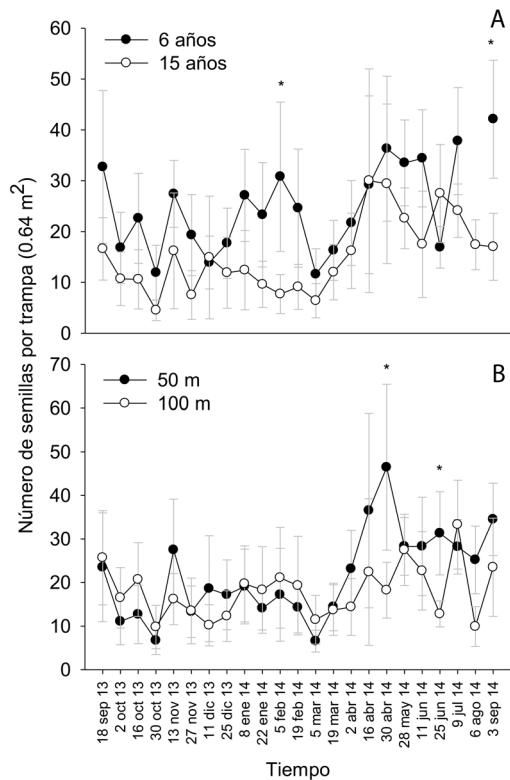 A
60
6 años
15 años
*
*
50
40
30
20
10
0
Número de semillas por trampa (0.64 m²)
B
70
50 m
100 m
*
*
60
50
40
30
20
10
0
18 sep 13
2 oct 13
16 oct 13
30 oct 13
13 nov 13
27 nov 13
11 dic 13
25 dic 13
8 ene 14
22 ene 14
5 feb 14
19 feb 14
5 mar 14
19 mar 14
2 abr 14
16 abr 14
30 abr 14
28 may 14
11 jun 14
25 jun 14
9 jul 14
6 ago 14
3 sep 14
Tiempo